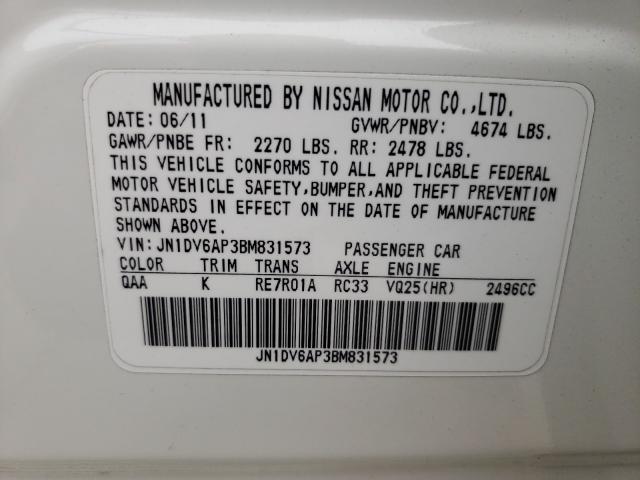 MANUFACTURED BY NISSAN MOTOR CO.,LTD.
DATE: 06/11 GVWR/PNBV: 4674 LBS.
GAWR/PNBE FR: 2270 LBS. RR: 2478 LBS.
THIS VEHICLE CONFORMS TO ALL APPLICABLE FEDERAL
MOTOR VEHICLE SAFETY,BUMPER,AND THEFT PREVENTION
STANDARDS IN EFFECT ON THE DATE OF MANUFACTURE
SHOWN ABOVE.
VIN: JN1DV6AP3BM831573 PASSENGER CAR
COLOR TRIM TRANS AXLE ENGINE
QAA K RE7R01A RC33 VQ25(HR) 2496CC
JN1DV6AP3BM831573